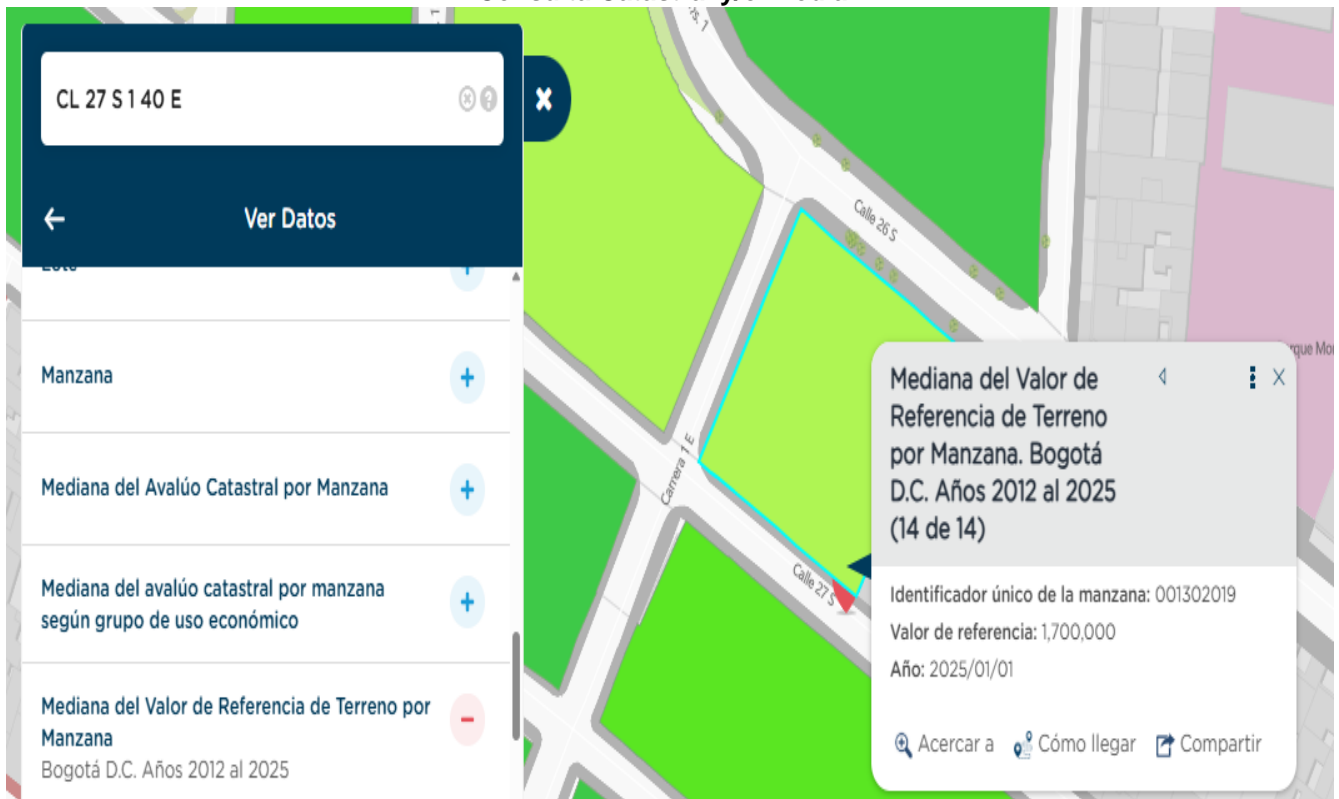 CL 27 S 1 40 E
Ver Datos
Manzana
Mediana del Avalúo Catastral por Manzana
Mediana del avalúo catastral por manzana
según grupo de uso económico
Mediana del Valor de Referencia de Terreno por
Manzana
Bogotá D.C. Años 2012 al 2025
Calle 26 S
Carrera 1 E
Calle 27 S
Mediana del Valor de
Referencia de Terreno
por Manzana. Bogotá
D.C. Años 2012 al 2025
(14 de 14)
Identificador único de la manzana: 001302019
Valor de referencia: 1,700,000
Año: 2025/01/01
Acercar a
Cómo llegar
Compartir